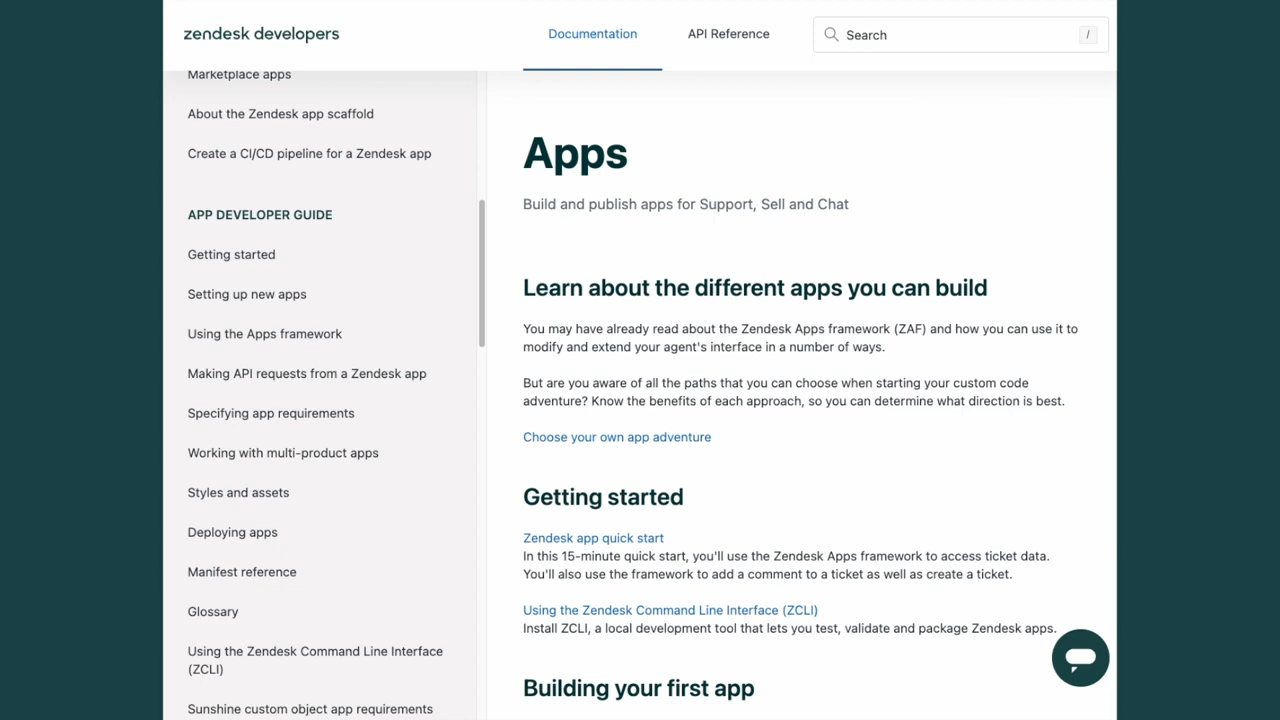 zendesk developers
Documentation
API Reference
Search
/
Marketplace apps
About the Zendesk app scaffold
Create a CI/CD pipeline for a Zendesk app
APP DEVELOPER GUIDE
Getting started
Setting up new apps
Using the Apps framework
Making API requests from a Zendesk app
Specifying app requirements
Working with multi-product apps
Styles and assets
Deploying apps
Manifest reference
Glossary
Using the Zendesk Command Line Interface
(ZCLI)
Sunshine custom object app requirements
Apps
Build and publish apps for Support, Sell and Chat
Learn about the different apps you can build
You may have already read about the Zendesk Apps framework (ZAF) and how you can use it to
modify and extend your agent's interface in a number of ways.
But are you aware of all the paths that you can choose when starting your custom code
adventure? Know the benefits of each approach, so you can determine what direction is best.
Choose your own app adventure
Getting started
Zendesk app quick start
In this 15-minute quick start, you'll use the Zendesk Apps framework to access ticket data.
You'll also use the framework to add a comment to a ticket as well as create a ticket.
Using the Zendesk Command Line Interface (ZCLI)
Install ZCLI, a local development tool that lets you test, validate and package Zendesk apps.
Building your first app